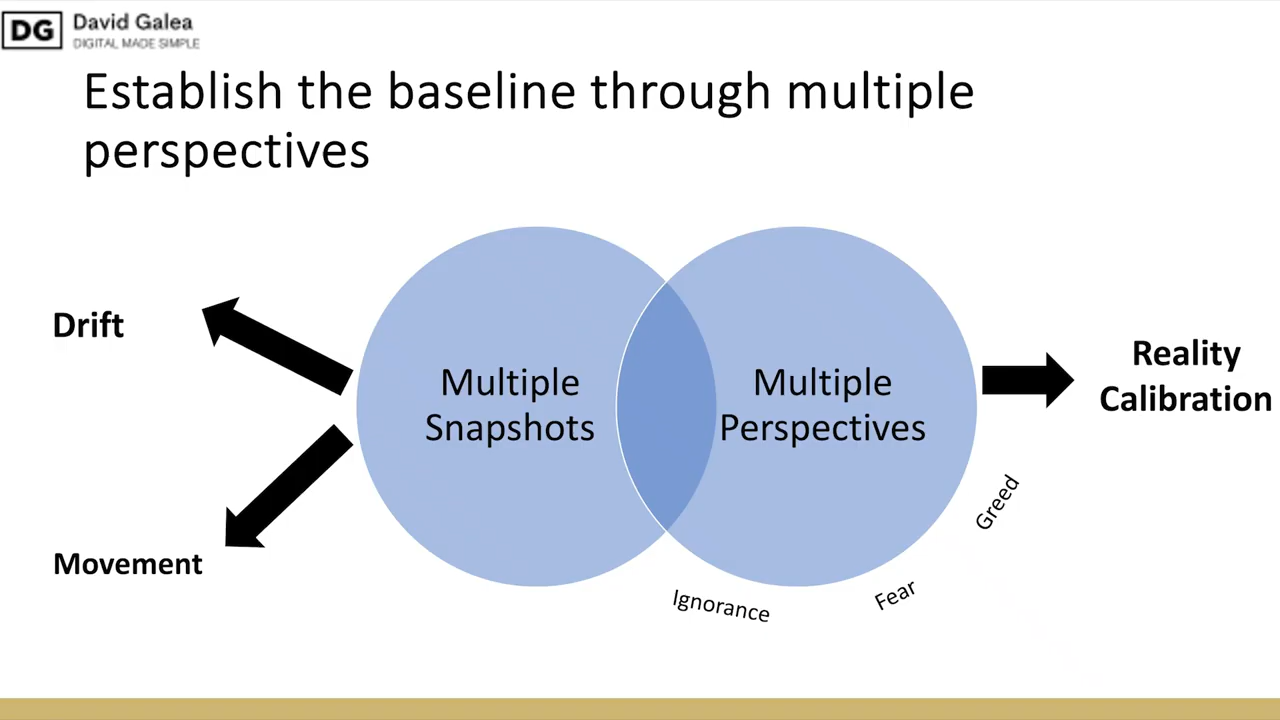 DG
David Galea
DIGITAL MADE SIMPLE
Establish the baseline through multiple
perspectives
Drift
Movement
Multiple
Snapshots
Multiple
Perspectives
Reality
Calibration
Greed
Fear
Ignorance